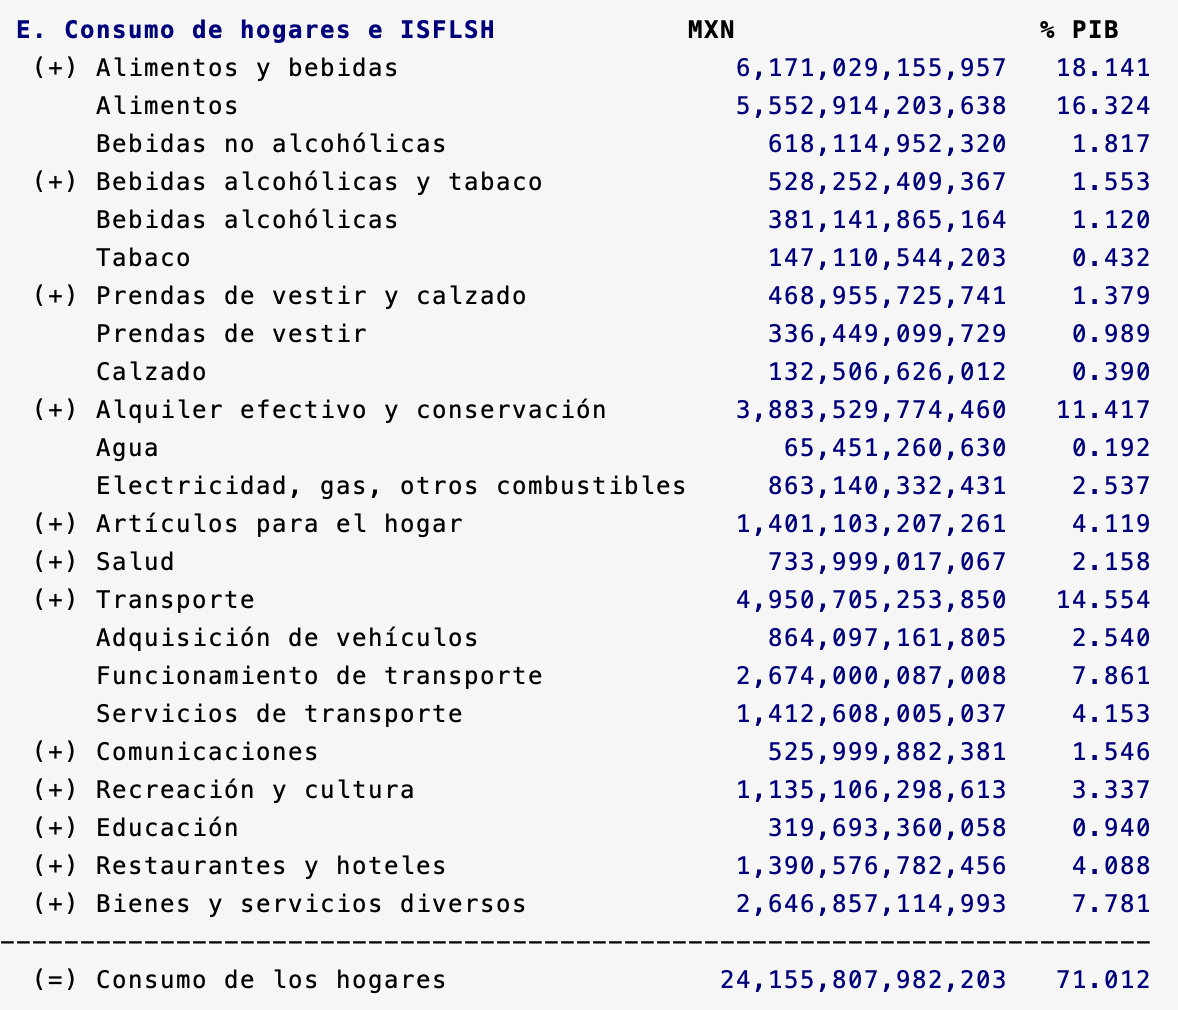 E. Consumo de hogares e ISFLSH MXN % PIB
(+) Alimentos y bebidas 6,171,029,155,957 18.141
Alimentos 5,552,914,203,638 16.324
Bebidas no alcohólicas 618,114,952,320 1.817
(+) Bebidas alcohólicas y tabaco 528,252,409,367 1.553
Bebidas alcohólicas 381,141,865,164 1.120
Tabaco 147,110,544,203 0.432
(+) Prendas de vestir y calzado 468,955,725,741 1.379
Prendas de vestir 336,449,099,729 0.989
Calzado 132,506,626,012 0.390
(+) Alquiler efectivo y conservación 3,883,529,774,460 11.417
Agua 65,451,260,630 0.192
Electricidad, gas, otros combustibles 863,140,332,431 2.537
(+) Artículos para el hogar 1,401,103,207,261 4.119
(+) Salud 733,999,017,067 2.158
(+) Transporte 4,950,705,253,850 14.554
Adquisición de vehículos 864,097,161,805 2.540
Funcionamiento de transporte 2,674,000,087,008 7.861
Servicios de transporte 1,412,608,005,037 4.153
(+) Comunicaciones 525,999,882,381 1.546
(+) Recreación y cultura 1,135,106,298,613 3.337
(+) Educación 319,693,360,058 0.940
(+) Restaurantes y hoteles 1,390,576,782,456 4.088
(+) Bienes y servicios diversos 2,646,857,114,993 7.781
------------------------------------------------------------------------
(=) Consumo de los hogares 24,155,807,982,203 71.012